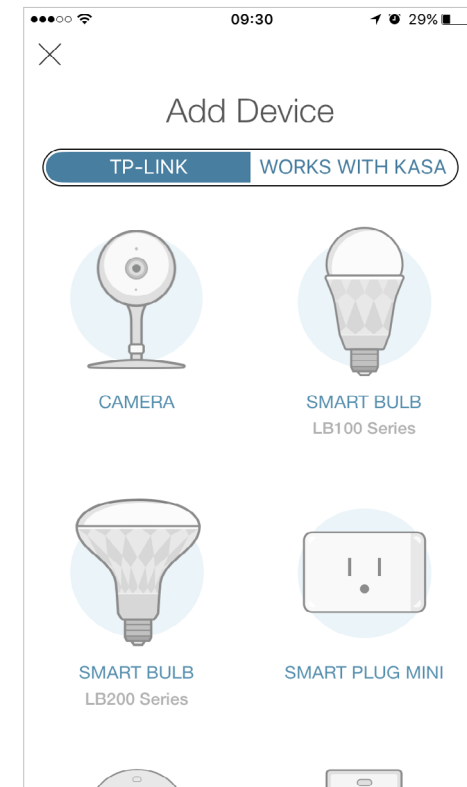 09:30 29%
Add Device
TP-LINK WORKS WITH KASA
CAMERA SMART BULB
LB100 Series
SMART BULB SMART PLUG MINI
LB200 Series